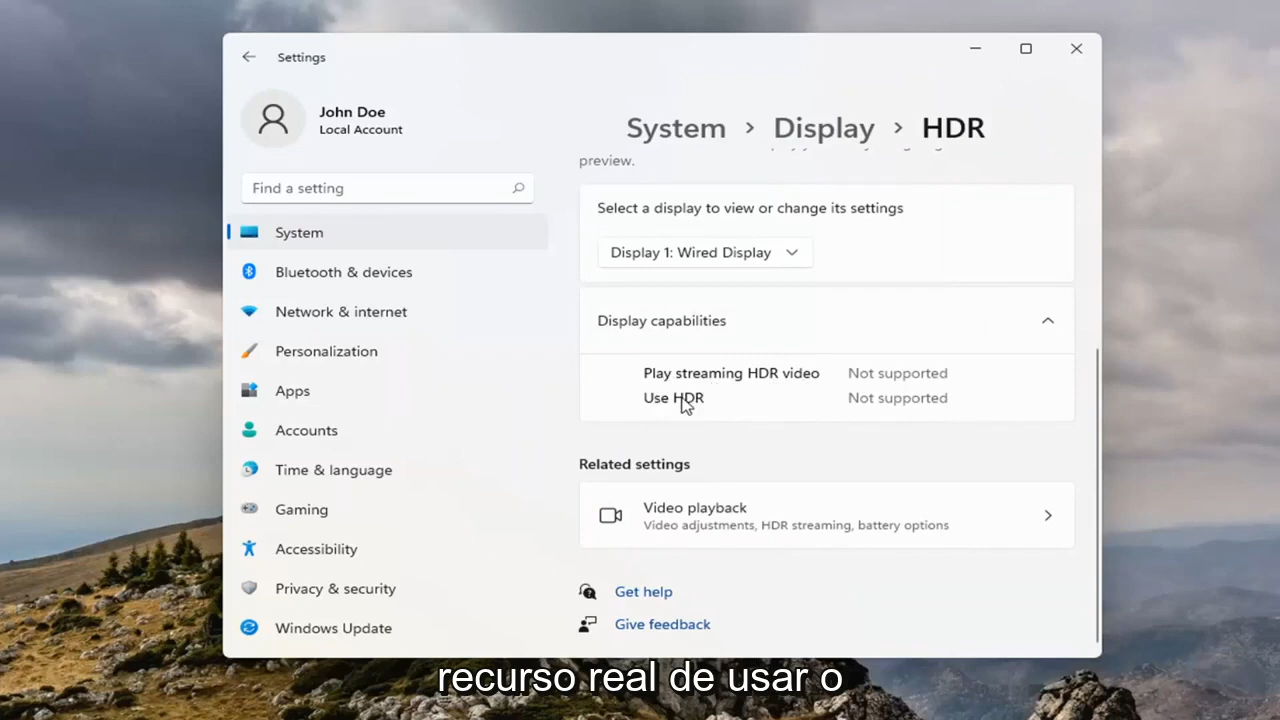 Settings
John Doe
Local Account
Find a setting
System
Bluetooth & devices
Network & internet
Personalization
Apps
Accounts
Time & language
Gaming
Accessibility
Privacy & security
Windows Update
System > Display > HDR
preview.
Select a display to view or change its settings
Display 1: Wired Display
Display capabilities
Play streaming HDR video Not supported
Use HDR Not supported
Related settings
Video playback
Video adjustments, HDR streaming, battery options
Get help
Give feedback
recurso real de usar o